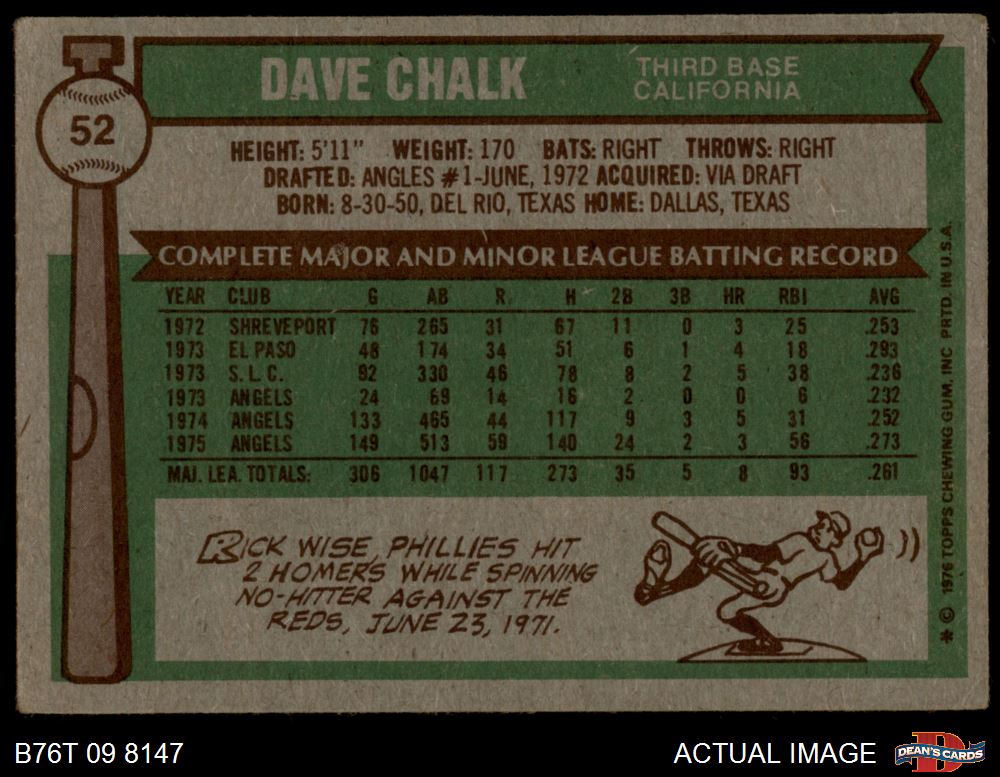 52
DAVE CHALK
THIRD BASE
CALIFORNIA
HEIGHT: 5'11" WEIGHT: 170 BATS: RIGHT THROWS: RIGHT
DRAFTED: ANGLES #1-JUNE, 1972 ACQUIRED: VIA DRAFT
BORN: 8-30-50, DEL RIO, TEXAS HOME: DALLAS, TEXAS
COMPLETE MAJOR AND MINOR LEAGUE BATTING RECORD
YEAR CLUB G AB R H 2B 3B HR RBI AVG
1972 SHREVEPORT 76 265 31 67 11 0 3 25 .253
1973 EL PASO 48 174 34 51 6 1 4 18 .293
1973 S.L.C. 92 330 46 78 8 2 5 38 .236
1973 ANGELS 24 69 14 16 2 0 0 6 .232
1974 ANGELS 133 465 44 117 9 3 5 31 .252
1975 ANGELS 149 513 59 140 24 2 3 56 .273
MAJ. LEA. TOTALS: 306 1047 117 273 35 5 8 93 .261
RICK WISE, PHILLIES HIT
2 HOMERS WHILE SPINNING
NO-HITTER AGAINST THE
REDS, JUNE 23, 1971.
* © 1976 TOPPS CHEWING GUM, INC PRTD. IN U.S.A.
B76T 09 8147
ACTUAL IMAGE
D
DEAN'S CARDS